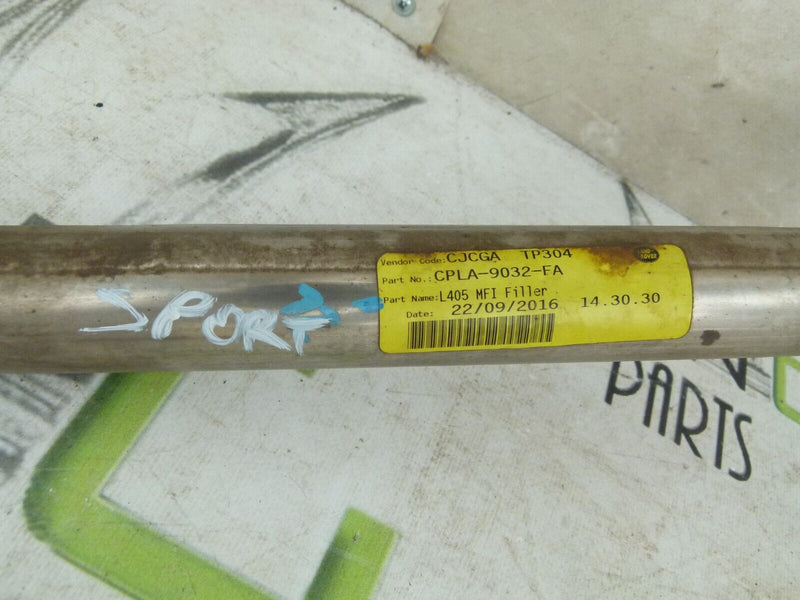 Vendor Code: CJCGA TP304
Part No.: CPLA-9032-FA
Part Name: L405 MFI Filler
Date: 22/09/2016 14.30.30
SPORT
PARTS